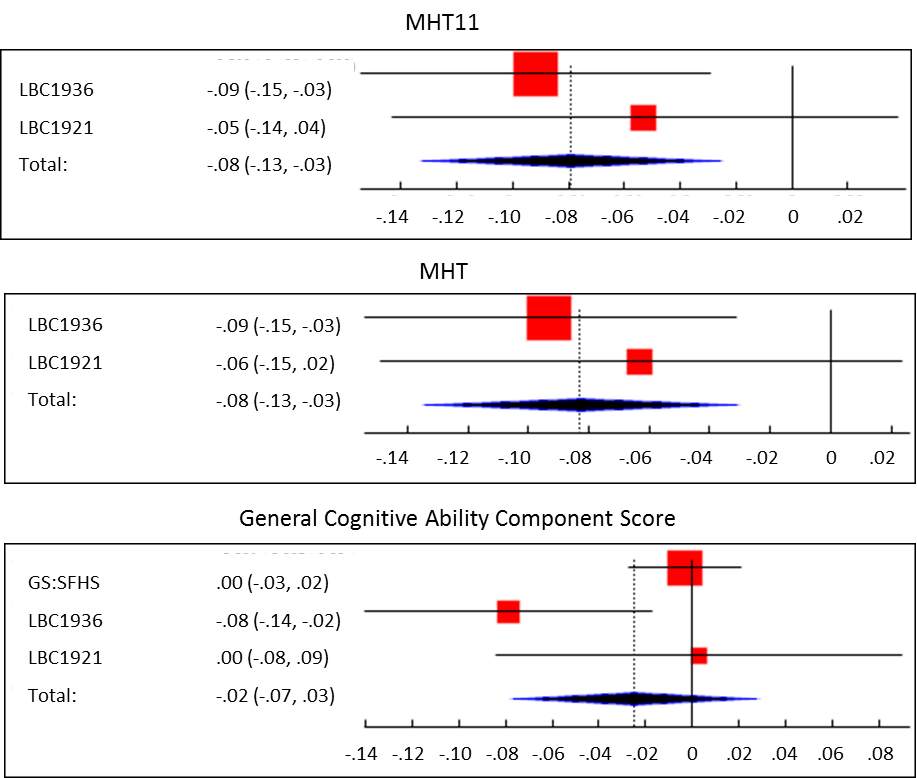 MHT11
LBC1936 -.09 (-.15, -.03)
LBC1921 -.05 (-.14, .04)
Total: -.08 (-.13, -.03)
-.14 -.12 -.10 -.08 -.06 -.04 -.02 0 .02
MHT
LBC1936 -.09 (-.15, -.03)
LBC1921 -.06 (-.15, .02)
Total: -.08 (-.13, -.03)
-.14 -.12 -.10 -.08 -.06 -.04 -.02 0 .02
General Cognitive Ability Component Score
GS:SFHS .00 (-.03, .02)
LBC1936 -.08 (-.14, -.02)
LBC1921 .00 (-.08, .09)
Total: -.02 (-.07, .03)
-.14 -.12 -.10 -.08 -.06 -.04 -.02 0 .02 .04 .06 .08